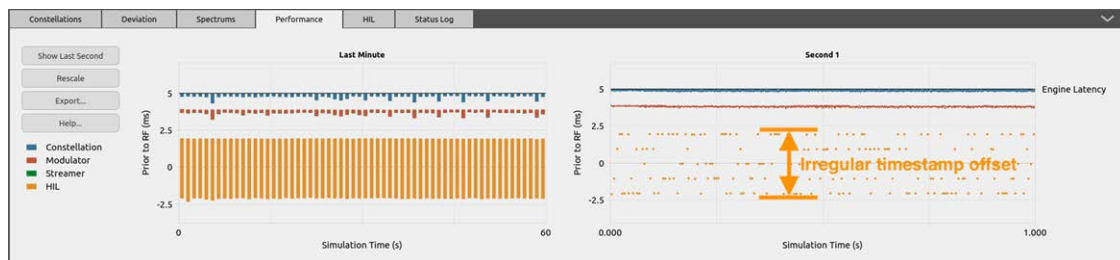 Constellations
Deviation
Spectrums
Performance
HIL
Status Log
Show Last Second
Rescale
Export...
Help...
Constellation
Modulator
Streamer
HIL
Last Minute
Prior to RF (ms)
5
2.5
0
-2.5
0
60
Simulation Time (s)
Second 1
Prior to RF (ms)
5
2.5
0
-2.5
Engine Latency
Irregular timestamp offset
0.000
1.000
Simulation Time (s)